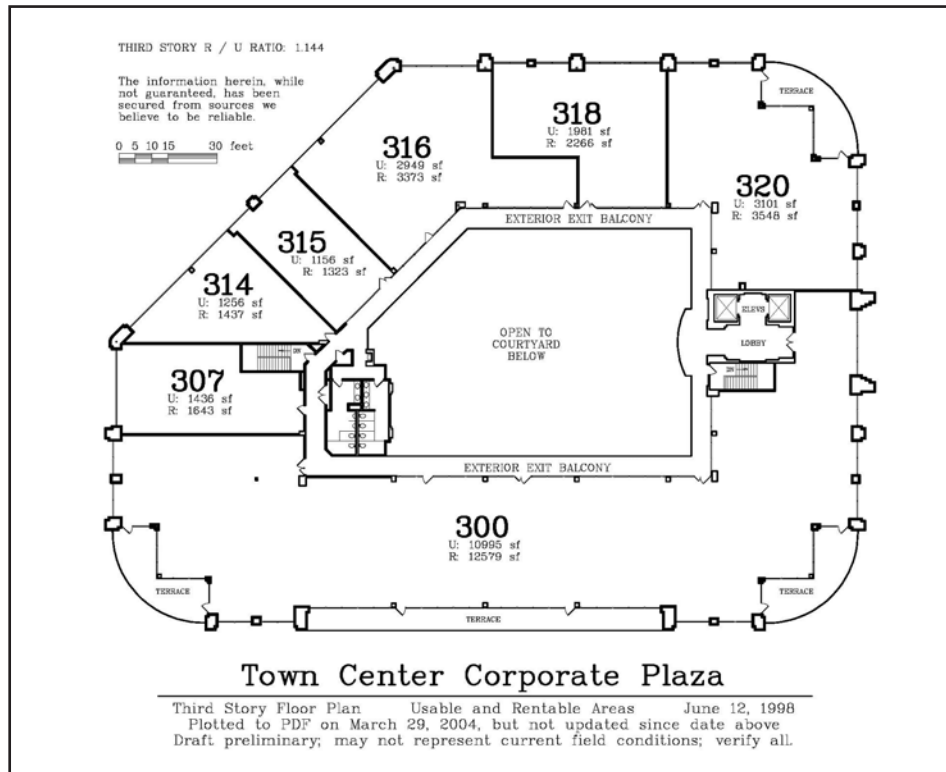 THIRD STORY R / U RATIO: 1.144
The information herein, while
not guaranteed, has been
secured from sources we
believe to be reliable.
0 5 10 15 30 feet
TERRACE
318
U: 1981 sf
R: 2266 sf
316
U: 2949 sf
R: 3373 sf
320
U: 3101 sf
R: 3548 sf
EXTERIOR EXIT BALCONY
315
U: 1156 sf
R: 1323 sf
314
U: 1256 sf
R: 1437 sf
ELEVS
OPEN TO
COURTYARD
BELOW
LOBBY
DN
DN
307
U: 1436 sf
R: 1643 sf
EXTERIOR EXIT BALCONY
300
U: 10995 sf
R: 12579 sf
TERRACE
TERRACE
TERRACE
Town Center Corporate Plaza
Third Story Floor Plan Usable and Rentable Areas June 12, 1998
Plotted to PDF on March 29, 2004, but not updated since date above
Draft preliminary; may not represent current field conditions; verify all.